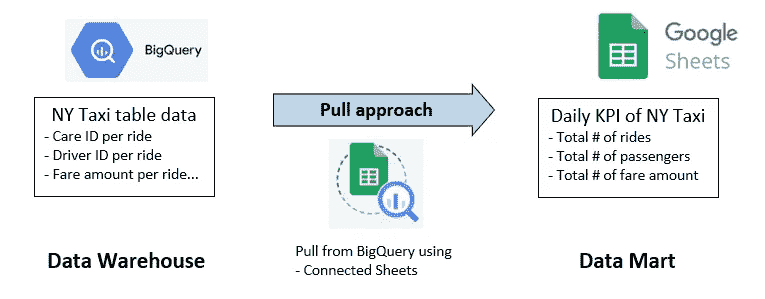 BigQuery
NY Taxi table data
- Care ID per ride
- Driver ID per ride
- Fare amount per ride...
Data Warehouse
Pull approach
Pull from BigQuery using
- Connected Sheets
Google
Sheets
Daily KPI of NY Taxi
- Total # of rides
- Total # of passengers
- Total # of fare amount
Data Mart